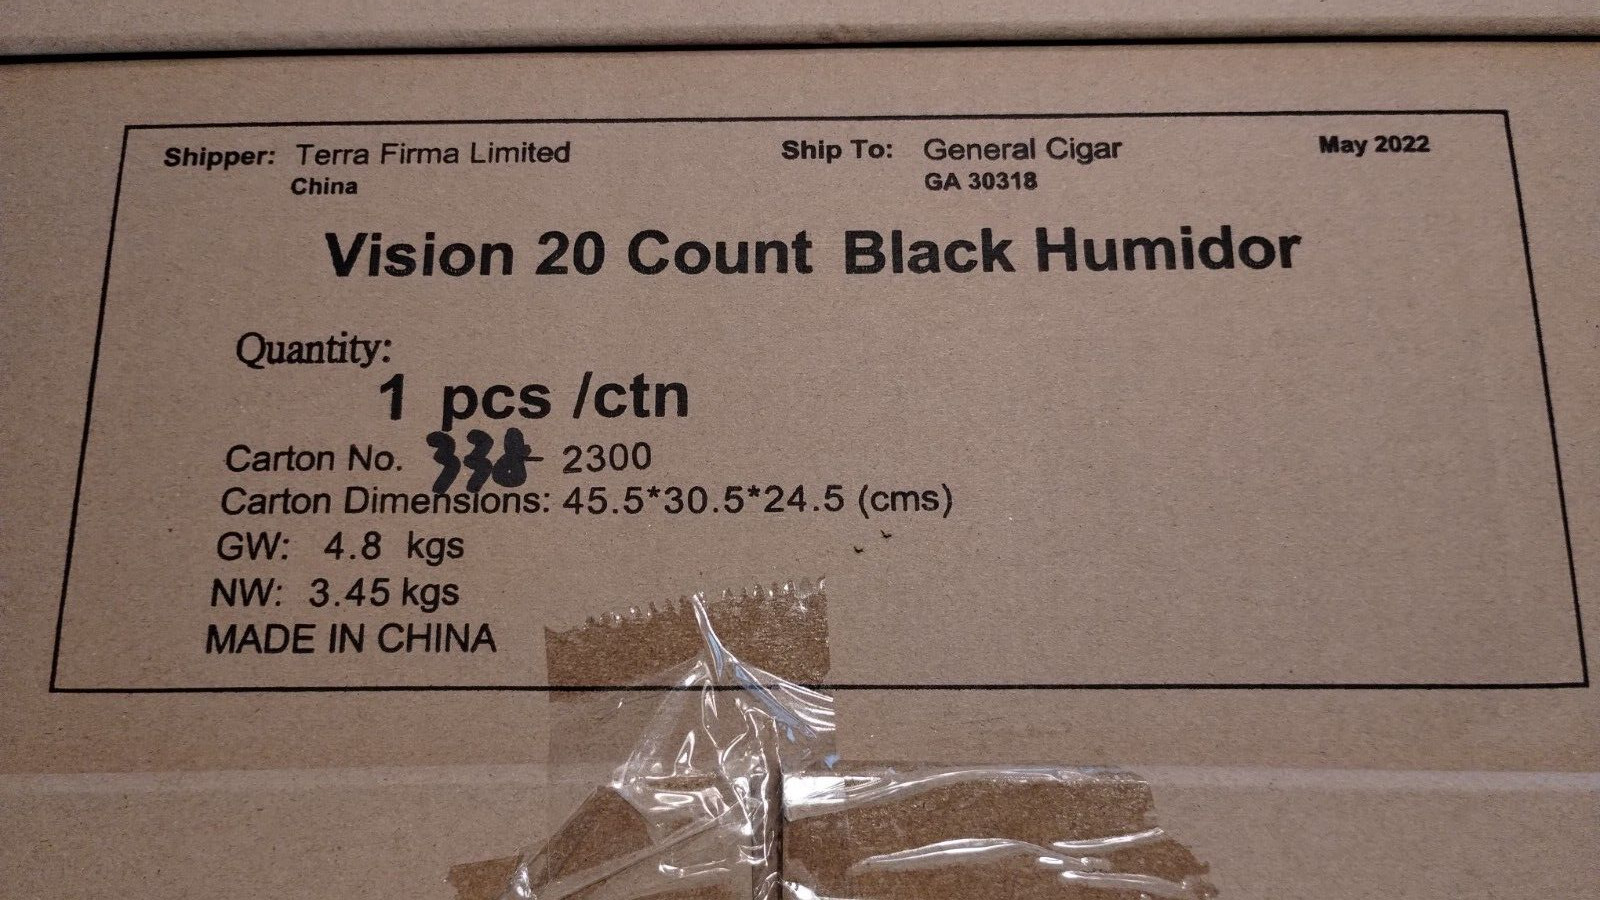 Shipper: Terra Firma Limited Ship To: General Cigar May 2022
China GA 30318
Vision 20 Count Black Humidor
Quantity:
1 pcs /ctn
Carton No. 338- 2300
Carton Dimensions: 45.5*30.5*24.5 (cms)
GW: 4.8 kgs
NW: 3.45 kgs
MADE IN CHINA